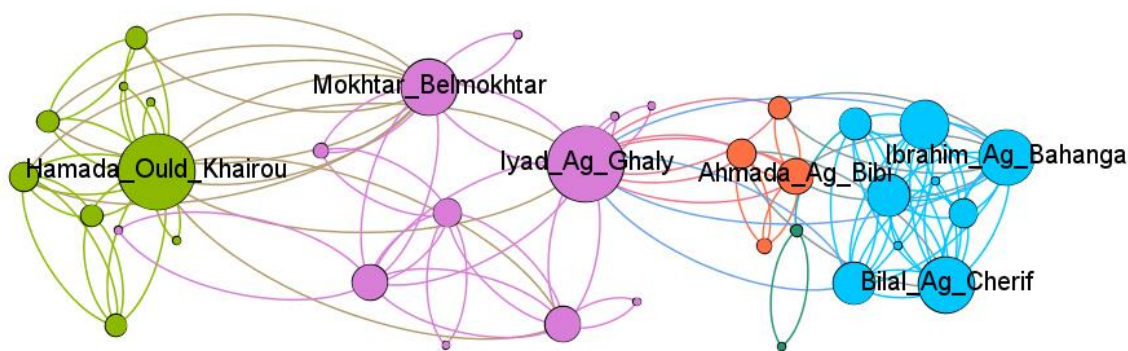 Mokhtar_Belmokhtar
Hamada_Ould_Khairou
Iyad_Ag_Ghaly
Ahmada_Ag_Bibi
Ibrahim_Ag_Bahanga
Bilal_Ag_Cherif